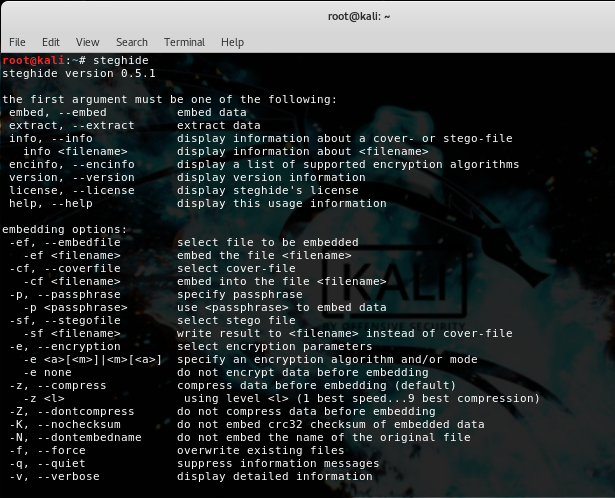 root@kali: ~
File Edit View Search Terminal Help
root@kali:~# steghide
steghide version 0.5.1

the first argument must be one of the following:
 embed, --embed          embed data
 extract, --extract      extract data
 info, --info            display information about a cover- or stego-file
   info <filename>       display information about <filename>
 encinfo, --encinfo      display a list of supported encryption algorithms
 version, --version      display version information
 license, --license      display steghide's license
 help, --help            display this usage information

embedding options:
 -ef, --embedfile        select file to be embedded
   -ef <filename>        embed the file <filename>
 -cf, --coverfile        select cover-file
   -cf <filename>        embed into the file <filename>
 -p, --passphrase        specify passphrase
   -p <passphrase>       use <passphrase> to embed data
 -sf, --stegofile        select stego file
   -sf <filename>        write result to <filename> instead of cover-file
 -e, --encryption        select encryption parameters
   -e <a>[<m>]|<m>[<a>]  specify an encryption algorithm and/or mode
   -e none               do not encrypt data before embedding
 -z, --compress          compress data before embedding (default)
   -z <l>                 using level <l> (1 best speed...9 best compression)
 -Z, --dontcompress      do not compress data before embedding
 -K, --nochecksum        do not embed crc32 checksum of embedded data
 -N, --dontembedname     do not embed the name of the original file
 -f, --force             overwrite existing files
 -q, --quiet             suppress information messages
 -v, --verbose           display detailed information
KALI
BY OFFENSIVE SECURITY